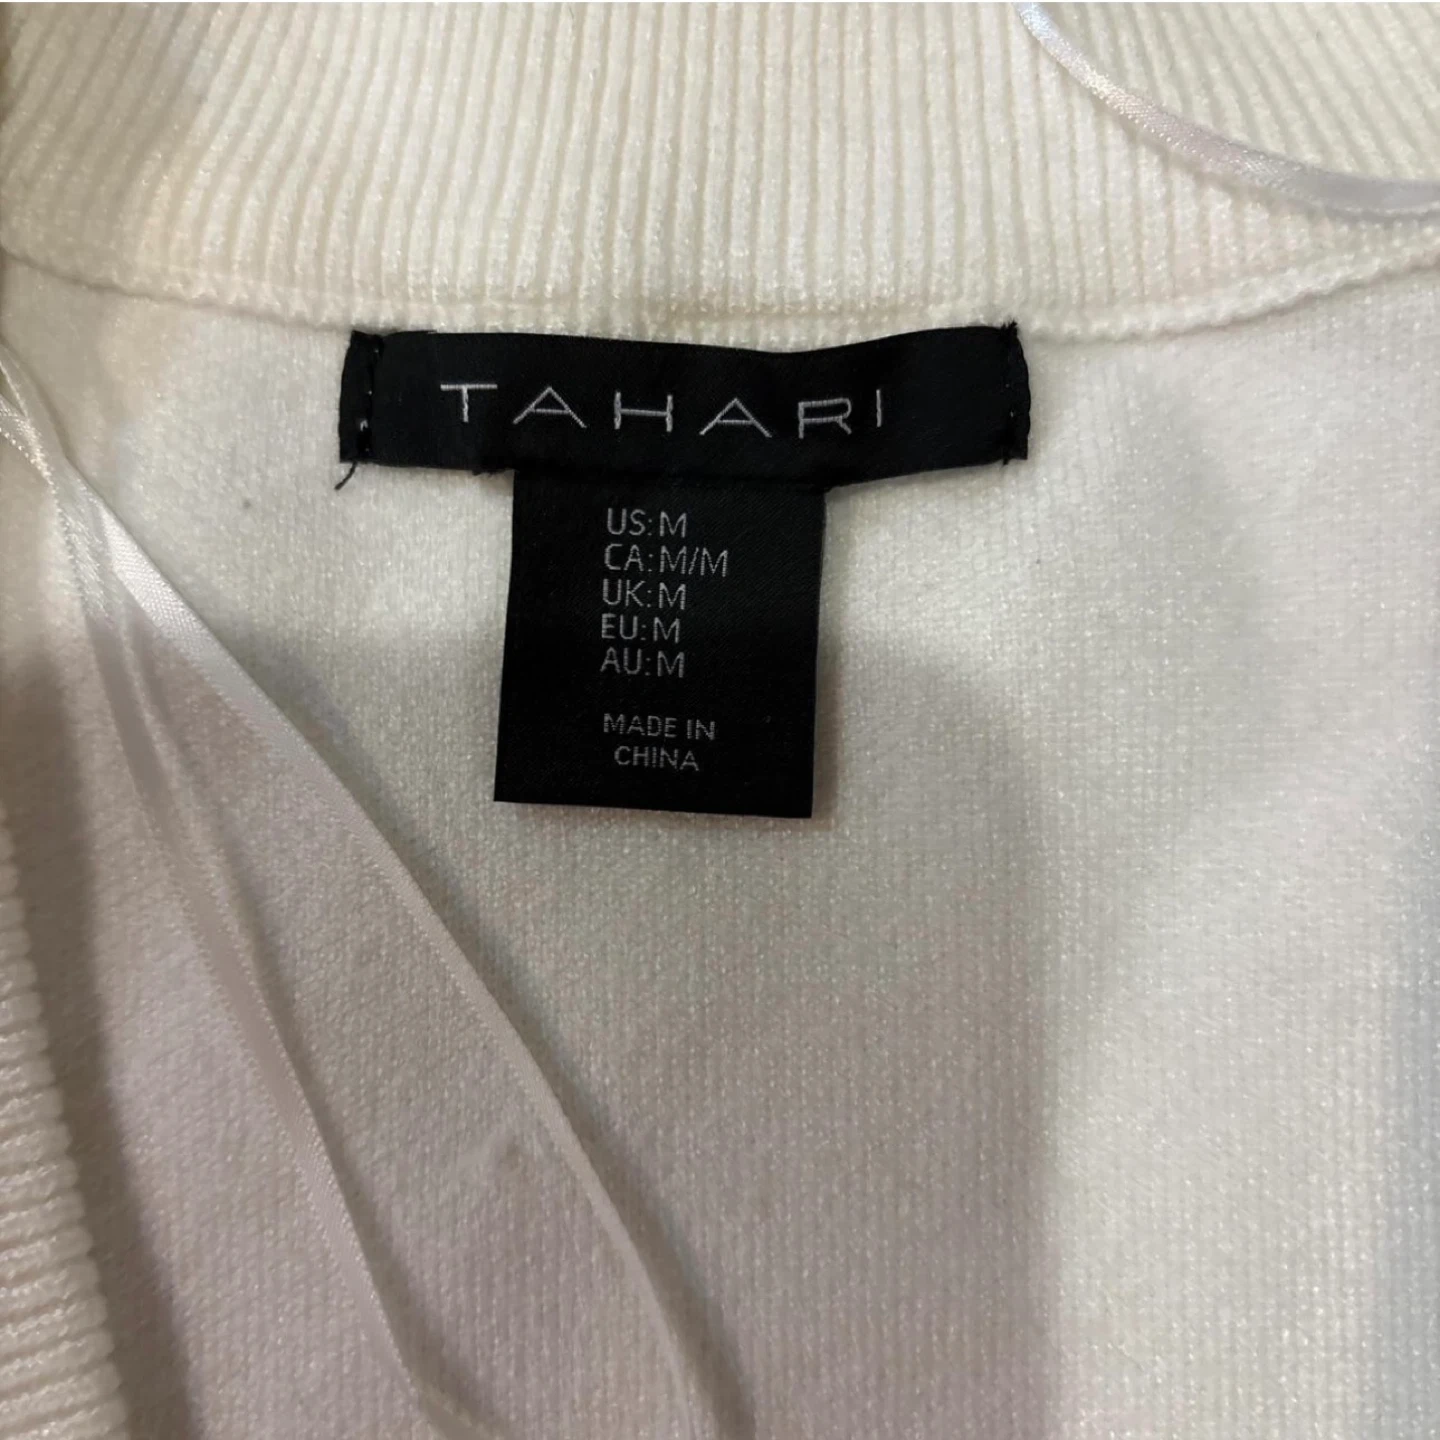 TAHARI
US: M
CA: M/M
UK: M
EU: M
AU: M
MADE IN
CHINA